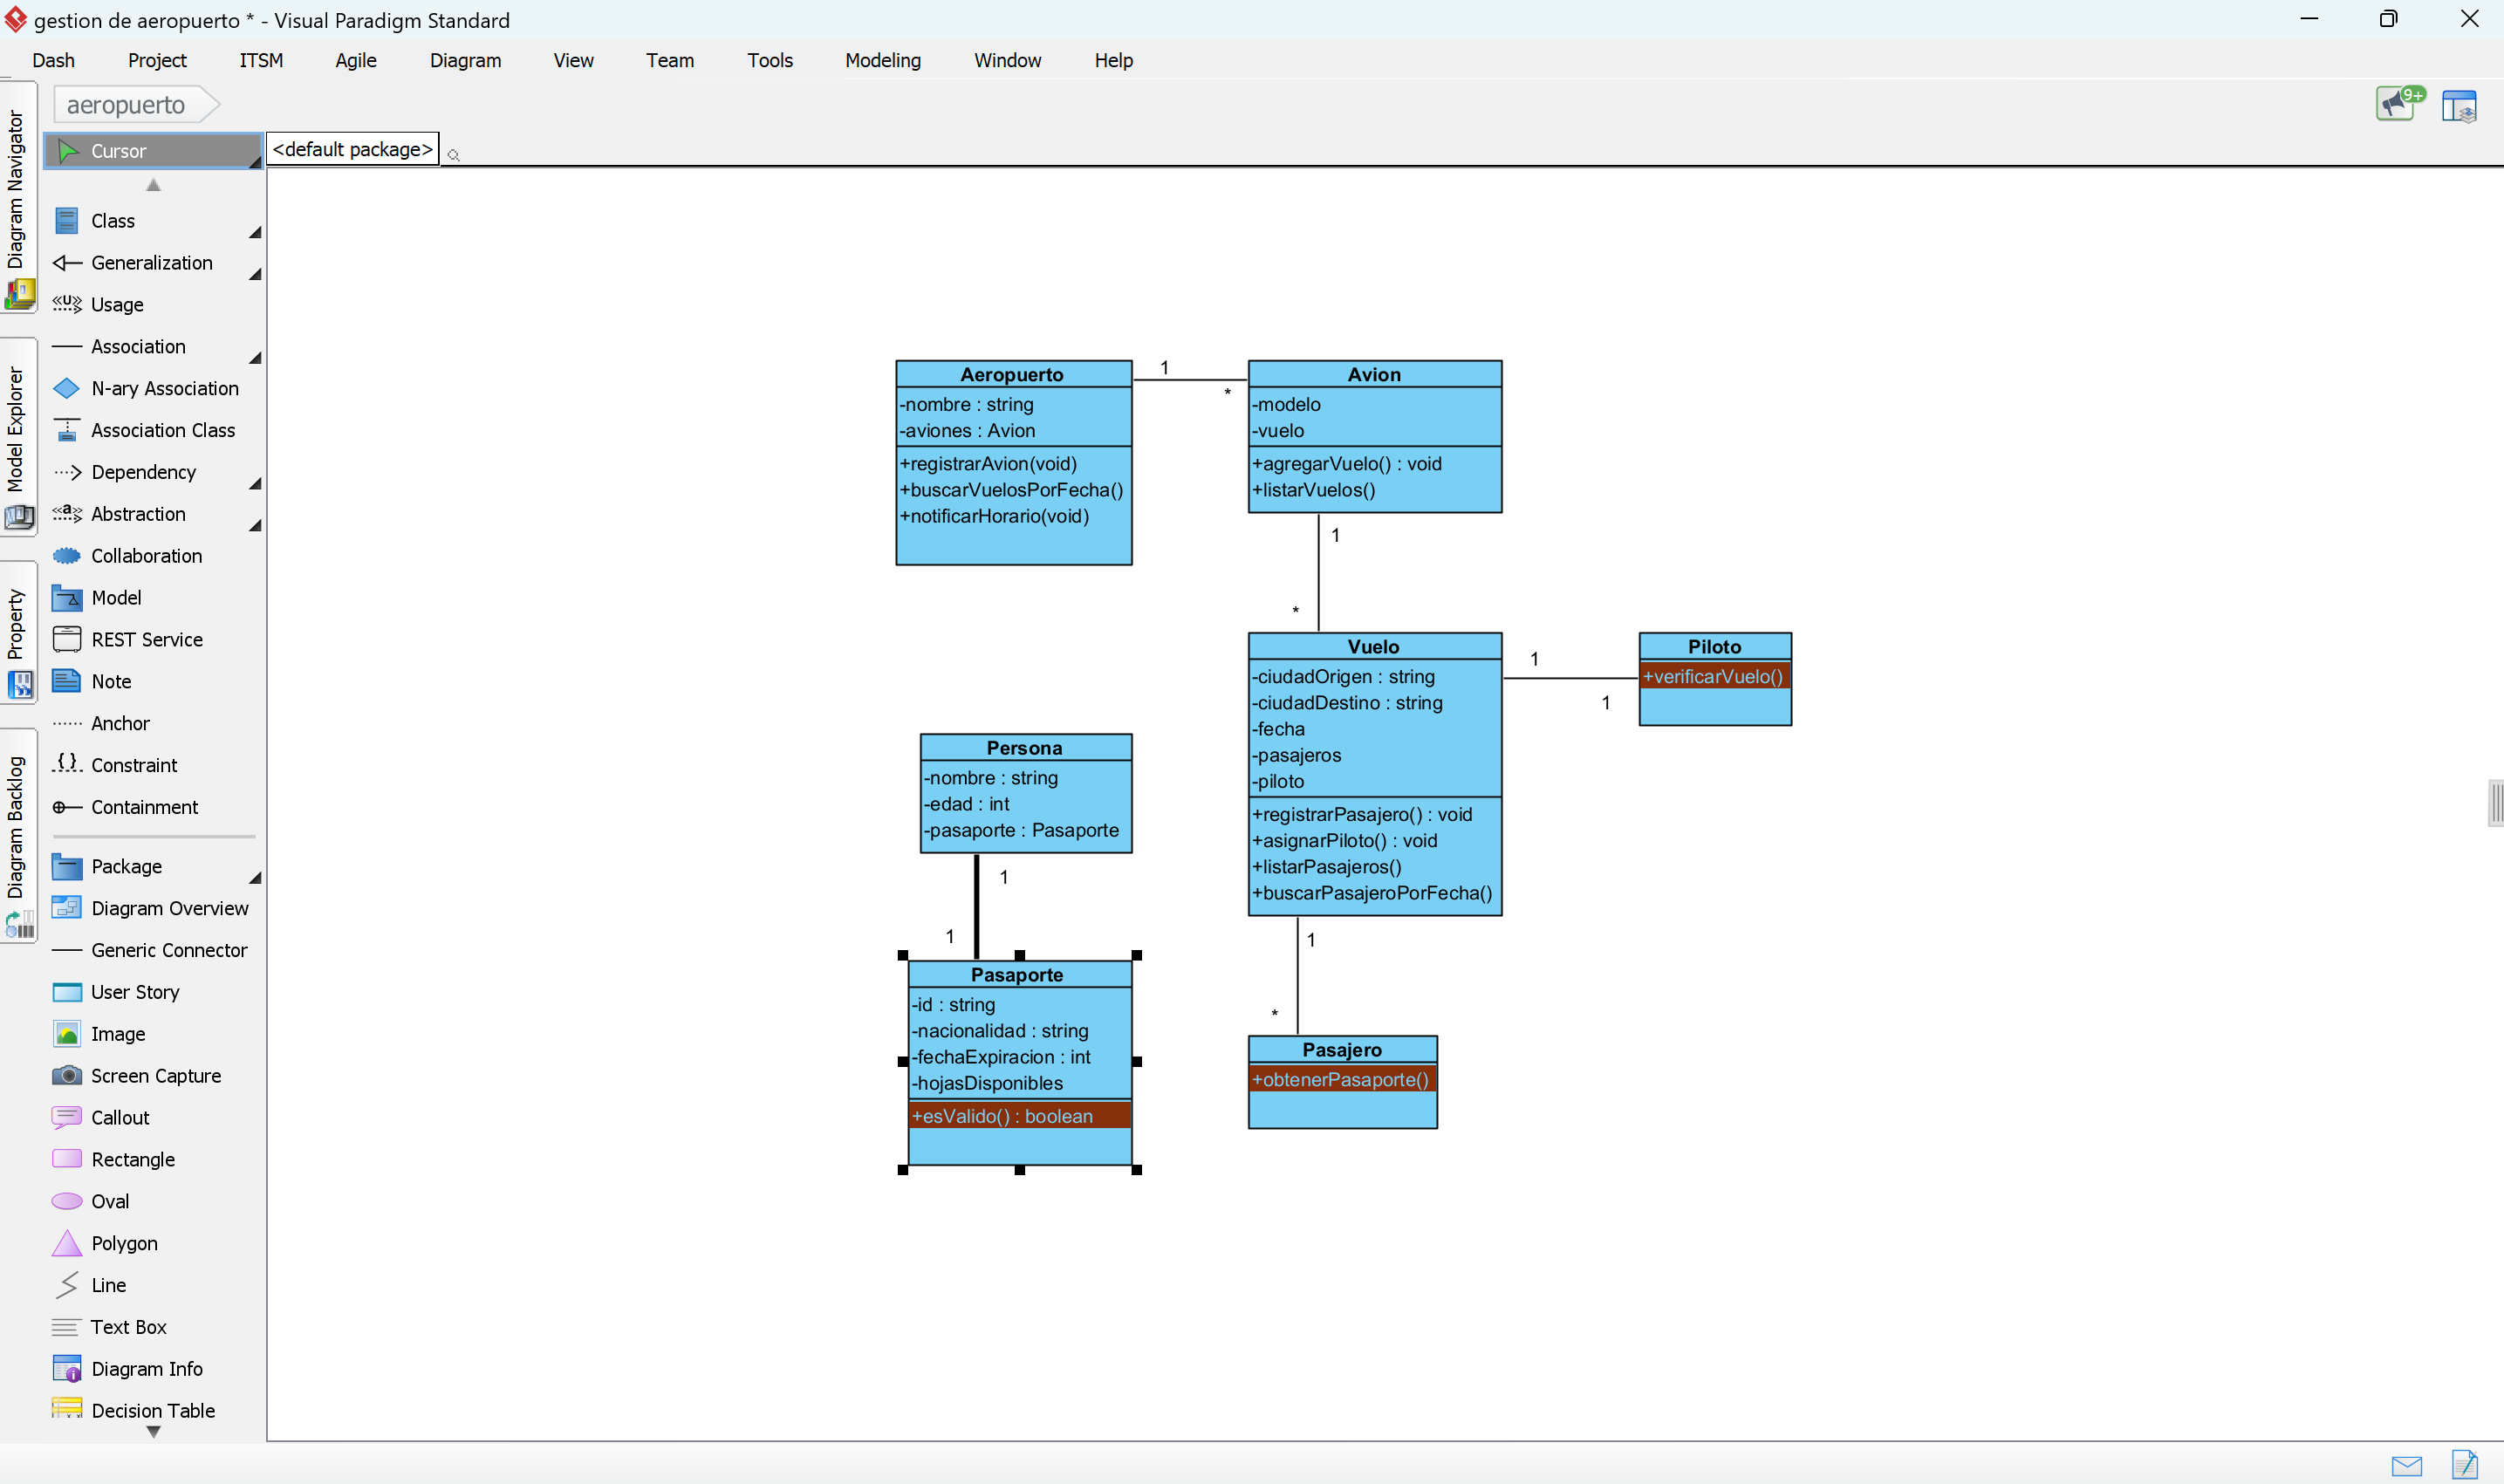 gestion de aeropuerto * - Visual Paradigm Standard
Dash Project ITSM Agile Diagram View Team Tools Modeling Window Help
aeropuerto
9+
Diagram Navigator
Model Explorer
Property
Diagram Backlog
Cursor
Class
Generalization
«U» Usage
Association
N-ary Association
Association Class
Dependency
«a» Abstraction
Collaboration
Model
REST Service
Note
Anchor
{} Constraint
Containment
Package
Diagram Overview
Generic Connector
User Story
Image
Screen Capture
Callout
Rectangle
Oval
Polygon
Line
Text Box
Diagram Info
Decision Table
<default package>
Aeropuerto
-nombre : string
-aviones : Avion
+registrarAvion(void)
+buscarVuelosPorFecha()
+notificarHorario(void)
1
*
Avion
-modelo
-vuelo
+agregarVuelo() : void
+listarVuelos()
1
*
Vuelo
-ciudadOrigen : string
-ciudadDestino : string
-fecha
-pasajeros
-piloto
+registrarPasajero() : void
+asignarPiloto() : void
+listarPasajeros()
+buscarPasajeroPorFecha()
1
1
Piloto
+verificarVuelo()
Persona
-nombre : string
-edad : int
-pasaporte : Pasaporte
1
1
Pasaporte
-id : string
-nacionalidad : string
-fechaExpiracion : int
-hojasDisponibles
+esValido() : boolean
1
*
Pasajero
+obtenerPasaporte()